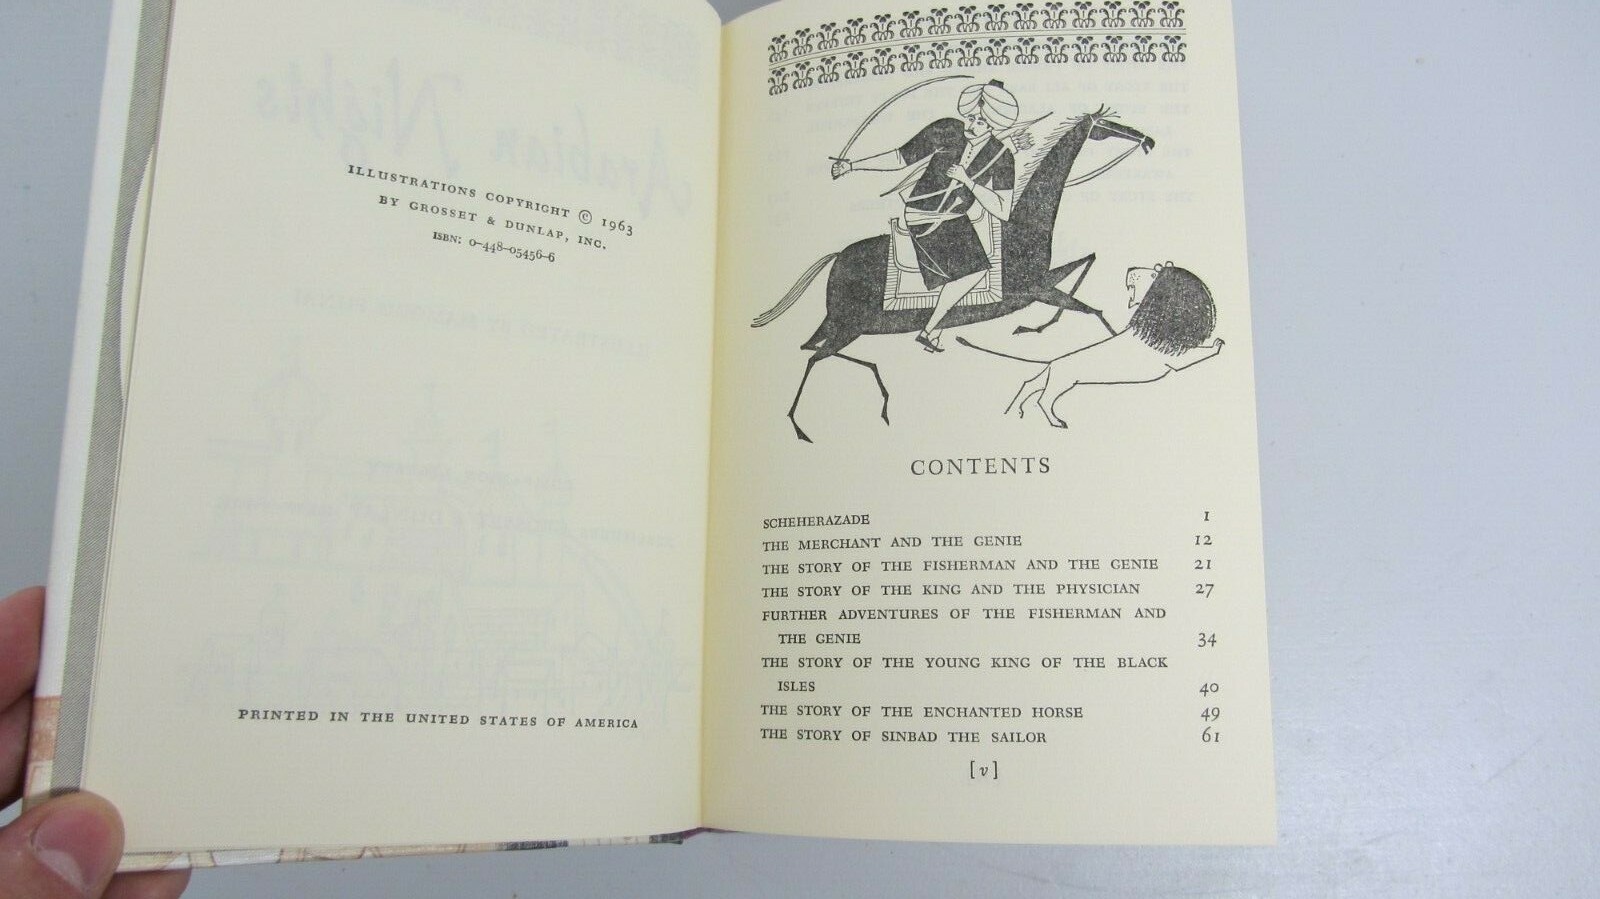 ILLUSTRATIONS COPYRIGHT © 1963
BY GROSSET & DUNLAP, INC.
ISBN: 0-448-05456-6
PRINTED IN THE UNITED STATES OF AMERICA
CONTENTS
SCHEHERAZADE 1
THE MERCHANT AND THE GENIE 12
THE STORY OF THE FISHERMAN AND THE GENIE 21
THE STORY OF THE KING AND THE PHYSICIAN 27
FURTHER ADVENTURES OF THE FISHERMAN AND
THE GENIE 34
THE STORY OF THE YOUNG KING OF THE BLACK
ISLES 40
THE STORY OF THE ENCHANTED HORSE 49
THE STORY OF SINBAD THE SAILOR 61
[v]